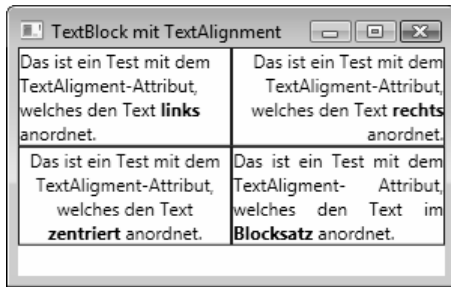 TextBlock mit TextAlignment
Das ist ein Test mit dem
TextAligment-Attribut,
welches den Text links
anordnet.
Das ist ein Test mit dem
TextAligment-Attribut,
welches den Text rechts
anordnet.
Das ist ein Test mit dem
TextAligment-Attribut,
welches den Text
zentriert anordnet.
Das ist ein Test mit dem
TextAligment- Attribut,
welches den Text im
Blocksatz anordnet.